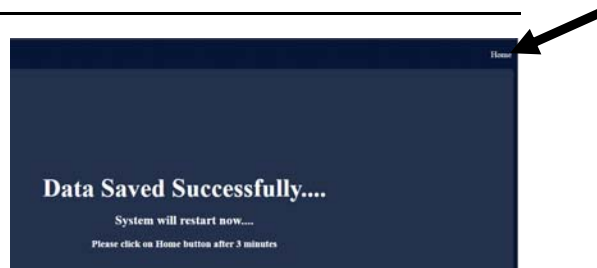 Home
Data Saved Successfully....
System will restart now....
Please click on Home button after 3 minutes